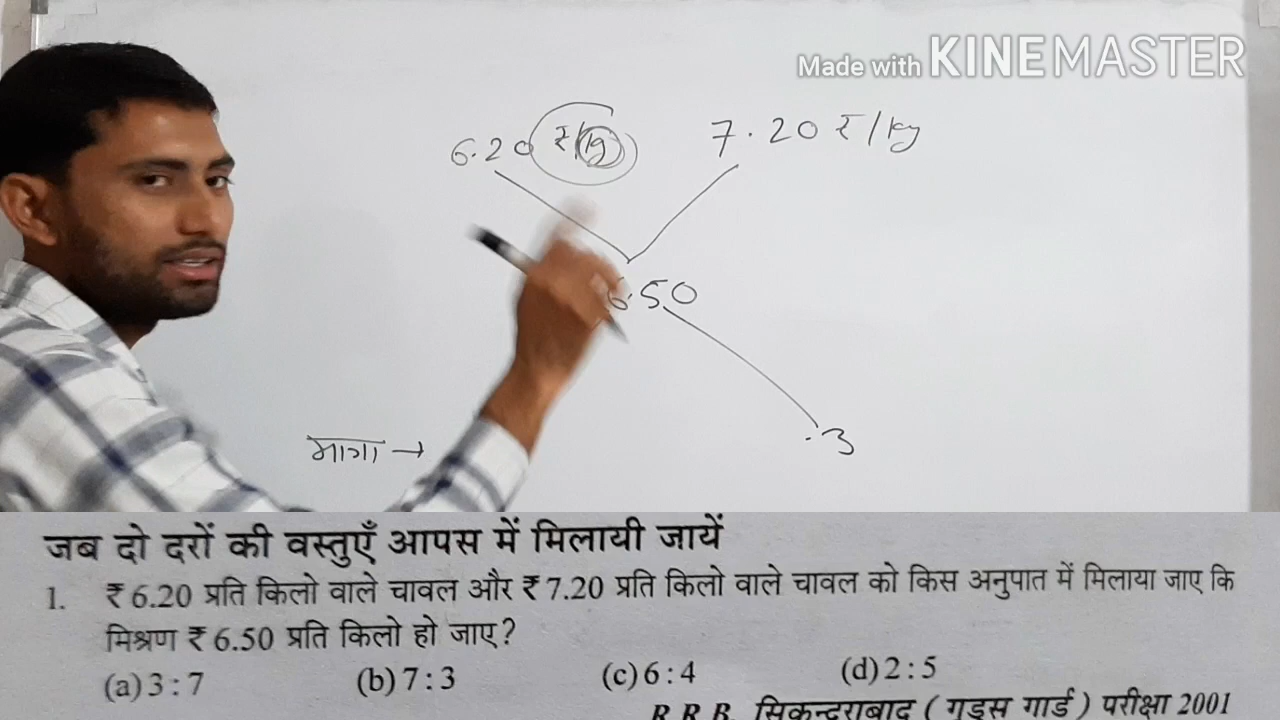 Made with KINEMASTER
6.20 ₹/kg 7.20 ₹/kg
6.50
.3
मात्रा →
जब दो दरों की वस्तुएँ आपस में मिलायी जायें
1. ₹ 6.20 प्रति किलो वाले चावल और ₹ 7.20 प्रति किलो वाले चावल को किस अनुपात में मिलाया जाए कि
मिश्रण ₹ 6.50 प्रति किलो हो जाए?
(a) 3 : 7 (b) 7 : 3 (c) 6 : 4 (d) 2 : 5
R.R.B. सिकन्दराबाद ( गुड्स गार्ड ) परीक्षा 2001